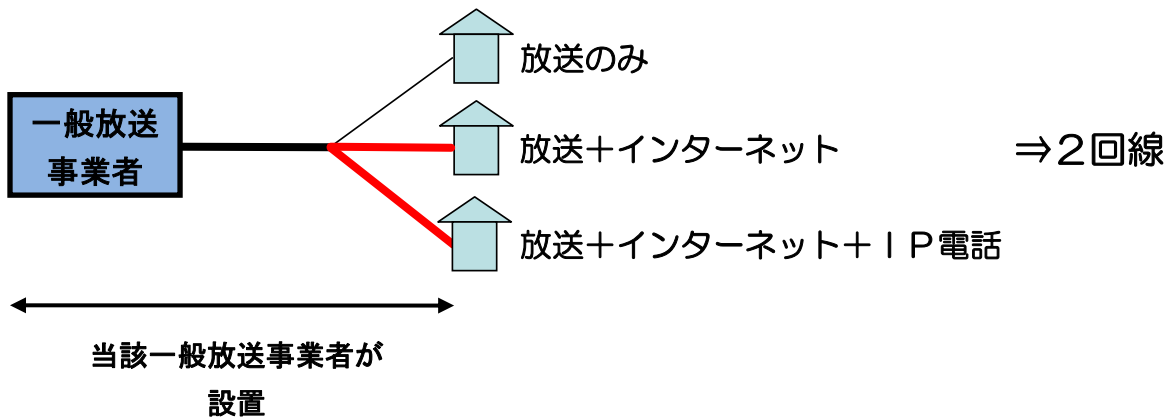 放送のみ
一般放送
事業者
放送＋インターネット
⇒２回線
放送＋インターネット＋ＩＰ電話
当該一般放送事業者が
設置